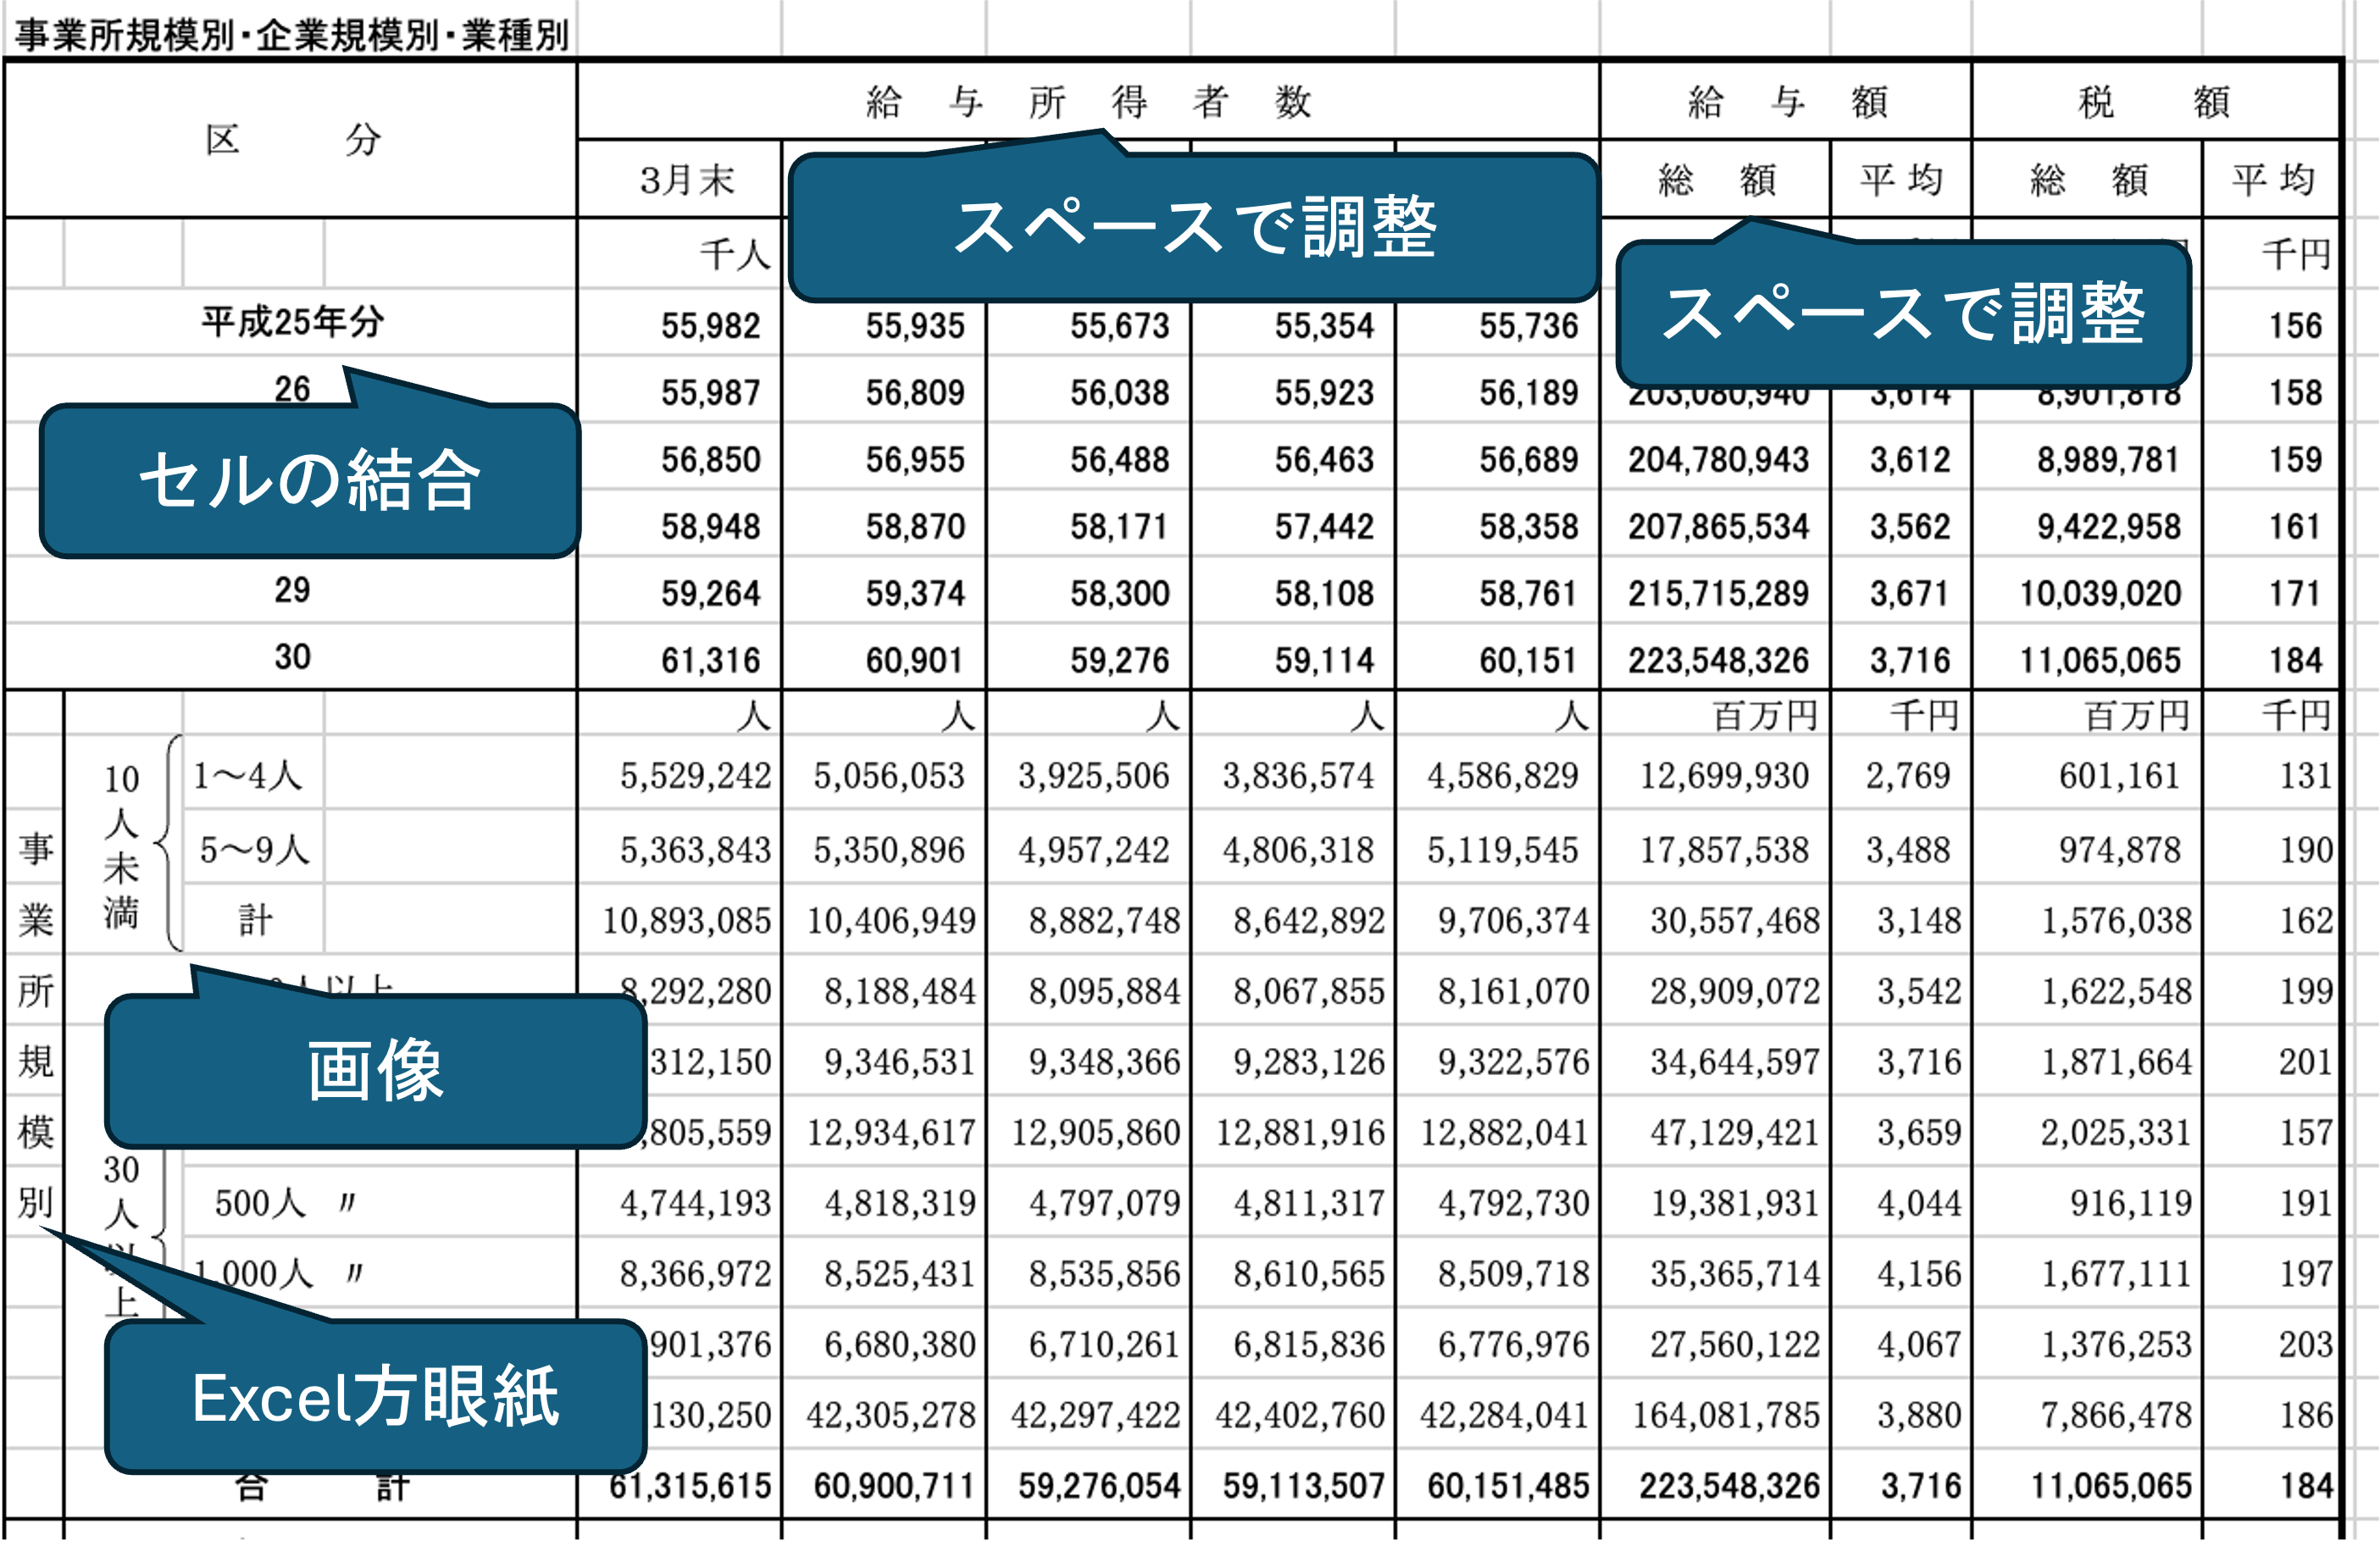 事業所規模別・企業規模別・業種別
区　分　給 与 所 得 者 数　給 与 額　税 額
3月末　総 額　平均　総 額　平均
スペースで調整
千人　千円
スペースで調整
平成25年分　55,982　55,935　55,673　55,354　55,736　156
26　55,987　56,809　56,038　55,923　56,189　203,080,940　3,614　8,901,818　158
セルの結合
56,850　56,955　56,488　56,463　56,689　204,780,943　3,612　8,989,781　159
58,948　58,870　58,171　57,442　58,358　207,865,534　3,562　9,422,958　161
29　59,264　59,374　58,300　58,108　58,761　215,715,289　3,671　10,039,020　171
30　61,316　60,901　59,276　59,114　60,151　223,548,326　3,716　11,065,065　184
人　人　人　人　人　百万円　千円　百万円　千円
事業所規模別
10人未満
1～4人　5,529,242　5,056,053　3,925,506　3,836,574　4,586,829　12,699,930　2,769　601,161　131
5～9人　5,363,843　5,350,896　4,957,242　4,806,318　5,119,545　17,857,538　3,488　974,878　190
計　10,893,085　10,406,949　8,882,748　8,642,892　9,706,374　30,557,468　3,148　1,576,038　162
人以上　8,292,280　8,188,484　8,095,884　8,067,855　8,161,070　28,909,072　3,542　1,622,548　199
画像
312,150　9,346,531　9,348,366　9,283,126　9,322,576　34,644,597　3,716　1,871,664　201
805,559　12,934,617　12,905,860　12,881,916　12,882,041　47,129,421　3,659　2,025,331　157
30人以上
500人 〃　4,744,193　4,818,319　4,797,079　4,811,317　4,792,730　19,381,931　4,044　916,119　191
1,000人 〃　8,366,972　8,525,431　8,535,856　8,610,565　8,509,718　35,365,714　4,156　1,677,111　197
Excel方眼紙
901,376　6,680,380　6,710,261　6,815,836　6,776,976　27,560,122　4,067　1,376,253　203
130,250　42,305,278　42,297,422　42,402,760　42,284,041　164,081,785　3,880　7,866,478　186
合　計　61,315,615　60,900,711　59,276,054　59,113,507　60,151,485　223,548,326　3,716　11,065,065　184